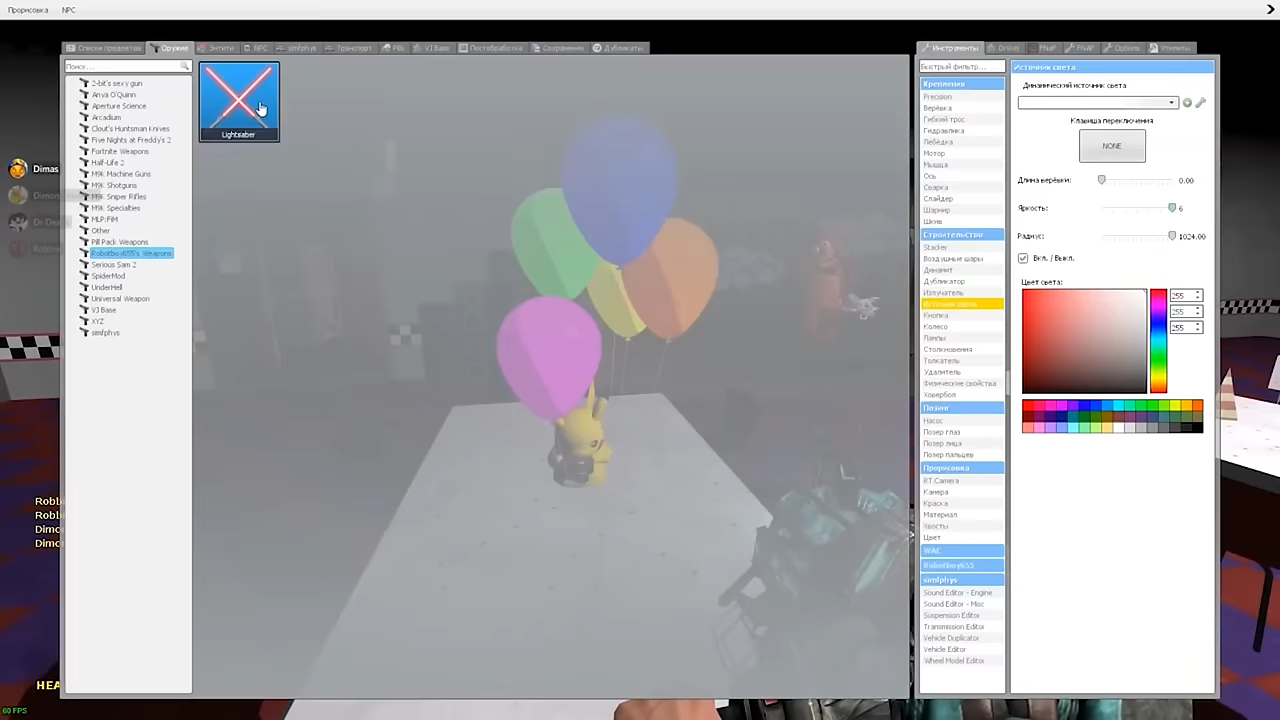 Прорисовка NPC
Списки предметов Оружие Энтити NPC simfphys Транспорт Pills VJ Base Постобработка Сохранения Дубликаты
Поиск...
2-bit's sexy gun
Anya O'Quinn
Aperture Science
Arcadium
Clout's Huntsman Knives
Five Nights at Freddy's 2
Fortnite Weapons
Half-Life 2
M9K Machine Guns
M9K Shotguns
M9K Sniper Rifles
M9K Specialties
MLP:FiM
Other
Pill Pack Weapons
Robotboy655's Weapons
Serious Sam 2
SpiderMod
UnderHell
Universal Weapon
VJ Base
XYZ
simfphys
Lightsaber
Dimas
Robb
Robb
Dimo
Dimo
HEA
60 FPS
Инструменты Drive FNaF FNAF Options Утилиты
Быстрый фильтр...
Крепления
Precision
Верёвка
Гибкий трос
Гидравлика
Лебёдка
Мотор
Мышца
Ось
Сварка
Слайдер
Шарнир
Шкив
Строительство
Stacker
Воздушные шары
Динамит
Дубликатор
Излучатель
Источник света
Кнопка
Колесо
Лампы
Столкновения
Толкатель
Удалитель
Физические свойства
Ховербол
Позинг
Насос
Позер глаз
Позер лица
Позер пальцев
Прорисовка
RT Camera
Камера
Краска
Материал
Хвосты
Цвет
WAC
Robotboy655
simfphys
Sound Editor - Engine
Sound Editor - Misc
Suspension Editor
Transmission Editor
Vehicle Duplicator
Vehicle Editor
Wheel Model Editor
Источник света
Динамический источник света
Клавиша переключения
NONE
Длина верёвки: 0.00
Яркость: 6
Радиус: 1024.00
Вкл. / Выкл.
Цвет света:
255
255
255